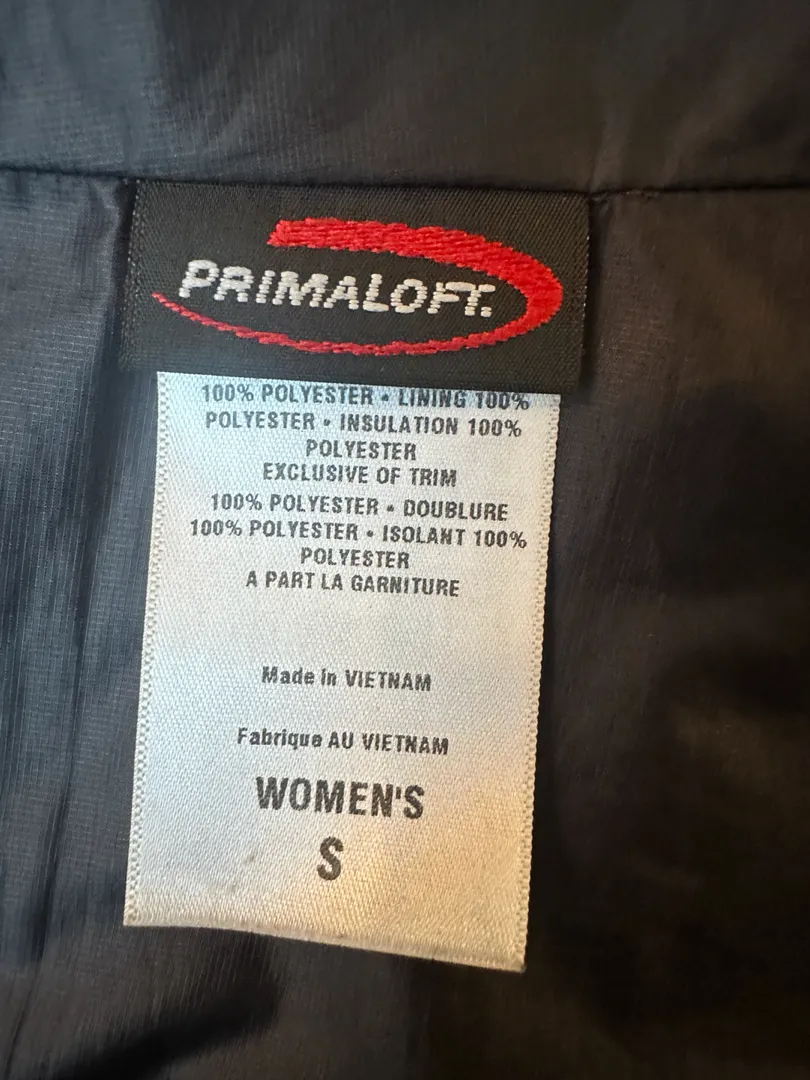 PRIMALOFT.
100% POLYESTER • LINING 100%
POLYESTER • INSULATION 100%
POLYESTER
EXCLUSIVE OF TRIM
100% POLYESTER • DOUBLURE
100% POLYESTER • ISOLANT 100%
POLYESTER
A PART LA GARNITURE
Made in VIETNAM
Fabrique AU VIETNAM
WOMEN'S
S